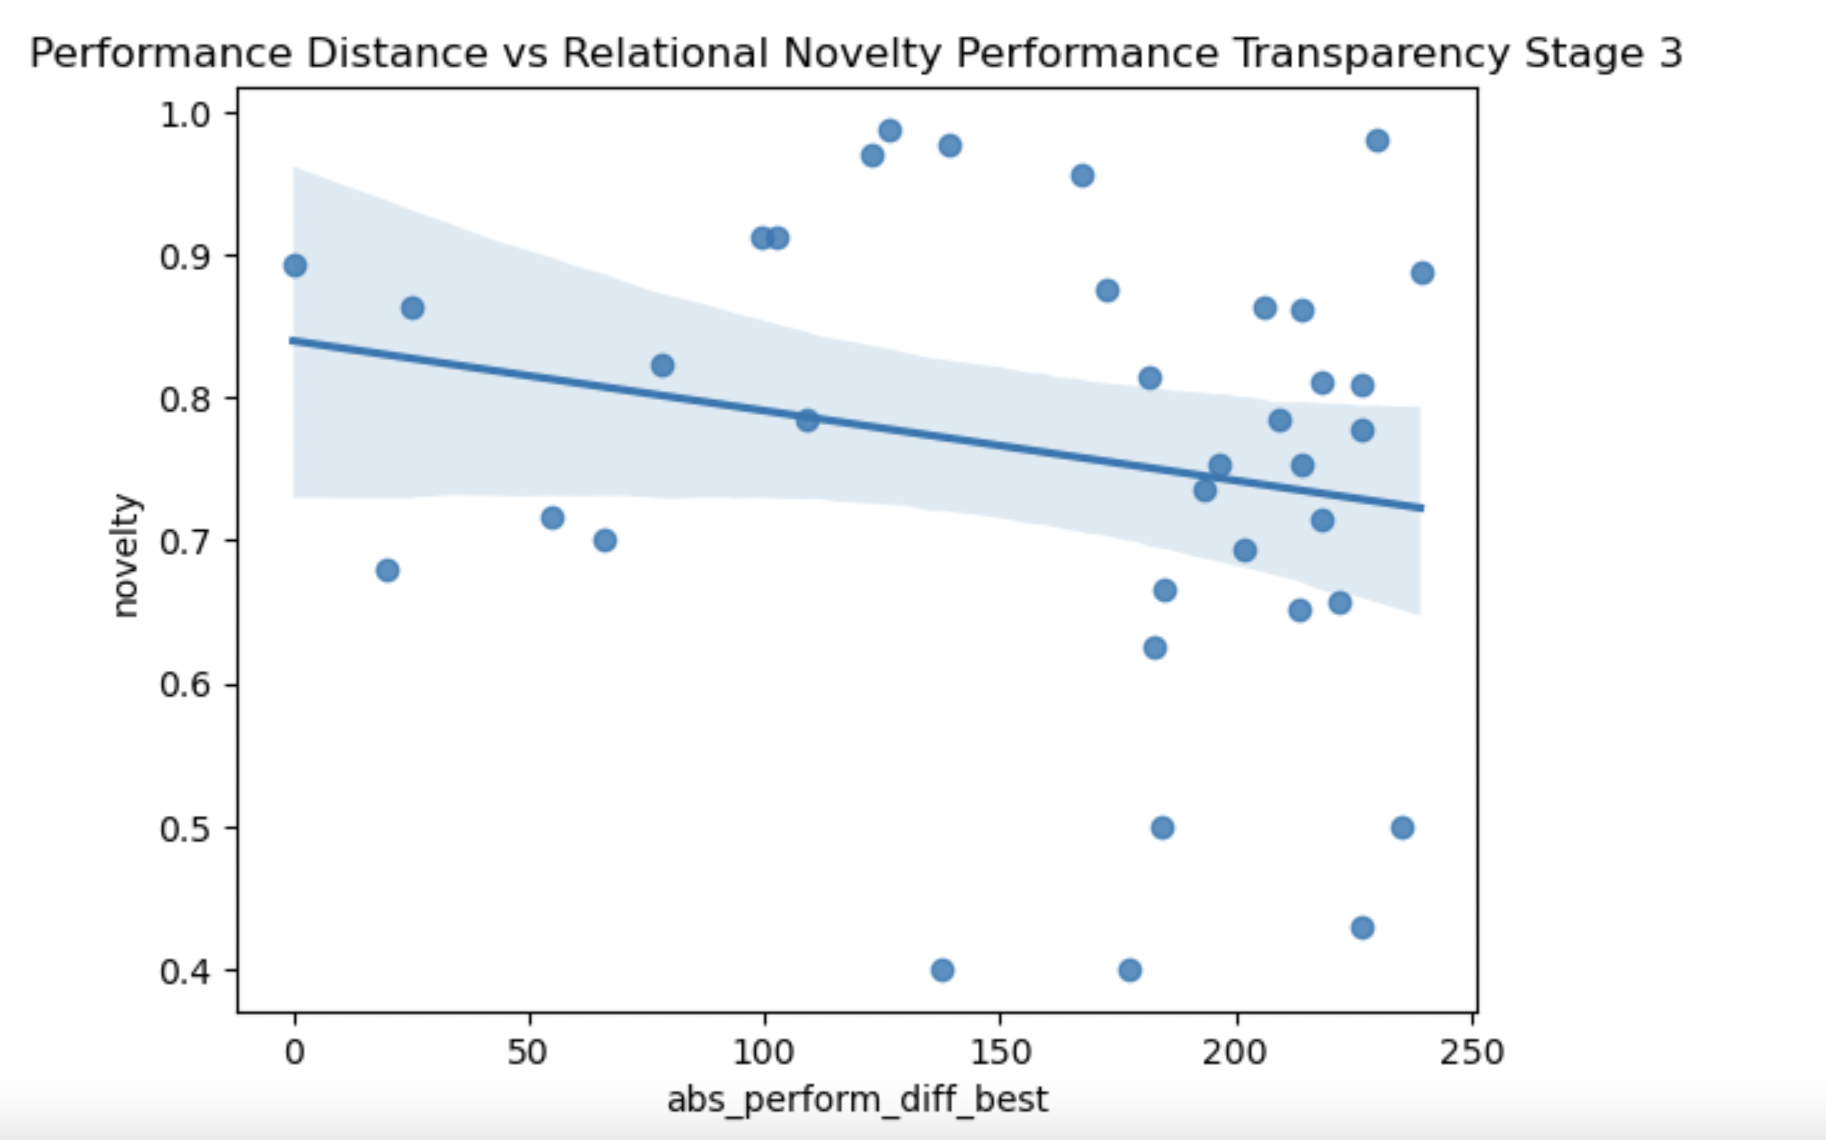 Performance Distance vs Relational Novelty Performance Transparency Stage 3
1.0
0.9
0.8
0.7
0.6
0.5
0.4
novelty
0 50 100 150 200 250
abs_perform_diff_best